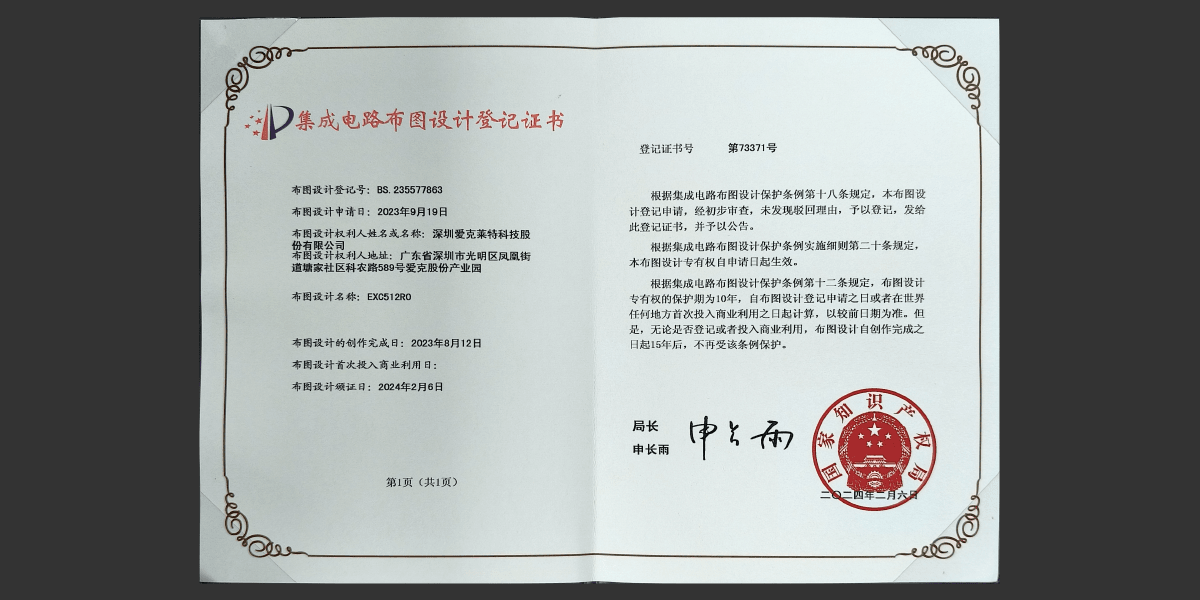 集成电路布图设计登记证书
布图设计登记号：BS.235577863
布图设计申请日：2023年9月19日
布图设计权利人姓名或名称：深圳爱克莱特科技股
份有限公司
布图设计权利人地址：广东省深圳市光明区凤凰街
道塘家社区科农路589号爱克股份产业园
布图设计名称：EXC512RO
布图设计的创作完成日：2023年8月12日
布图设计首次投入商业利用日：
布图设计颁证日：2024年2月6日
第1页（共1页）
登记证书号 第73371号
根据集成电路布图设计保护条例第十八条规定，本布图设
计登记申请，经初步审查，未发现驳回理由，予以登记，发给
此登记证书，并予以公告。
根据集成电路布图设计保护条例实施细则第二十条规定，
本布图设计专有权自申请日起生效。
根据集成电路布图设计保护条例第十二条规定，布图设计
专有权的保护期为10年，自布图设计登记申请之日或者在世界
任何地方首次投入商业利用之日起计算，以较前日期为准。但
是，无论是否登记或者投入商业利用，布图设计自创作完成之
日起15年后，不再受该条例保护。
局长
申长雨
申长雨
国家知识产权局
二〇二四年二月六日